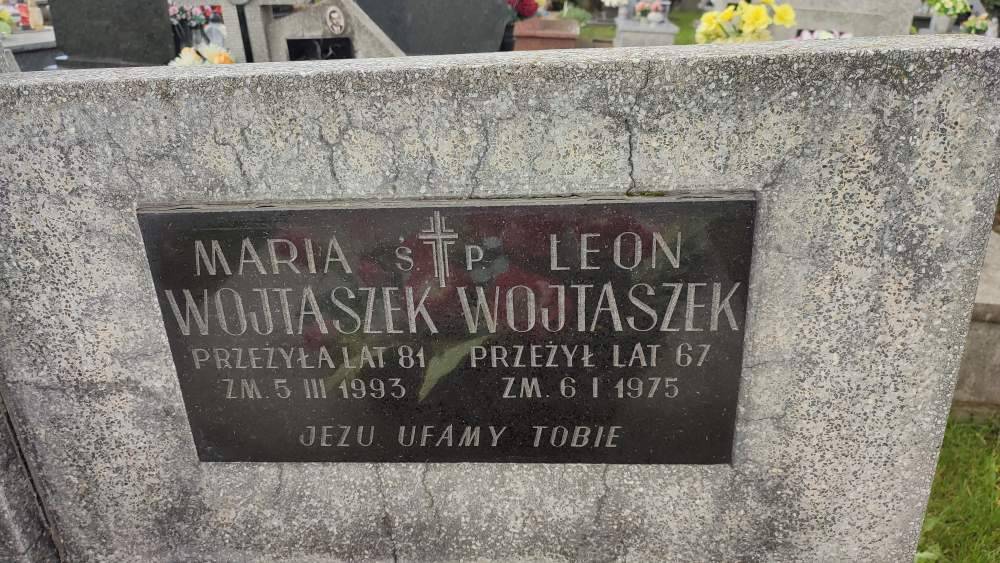 MARIA Ś P LEON
WOJTASZEK WOJTASZEK
PRZEŻYŁA LAT 81 PRZEŻYŁ LAT 67
ZM. 5 III 1993 ZM. 6 I 1975
JEZU UFAMY TOBIE